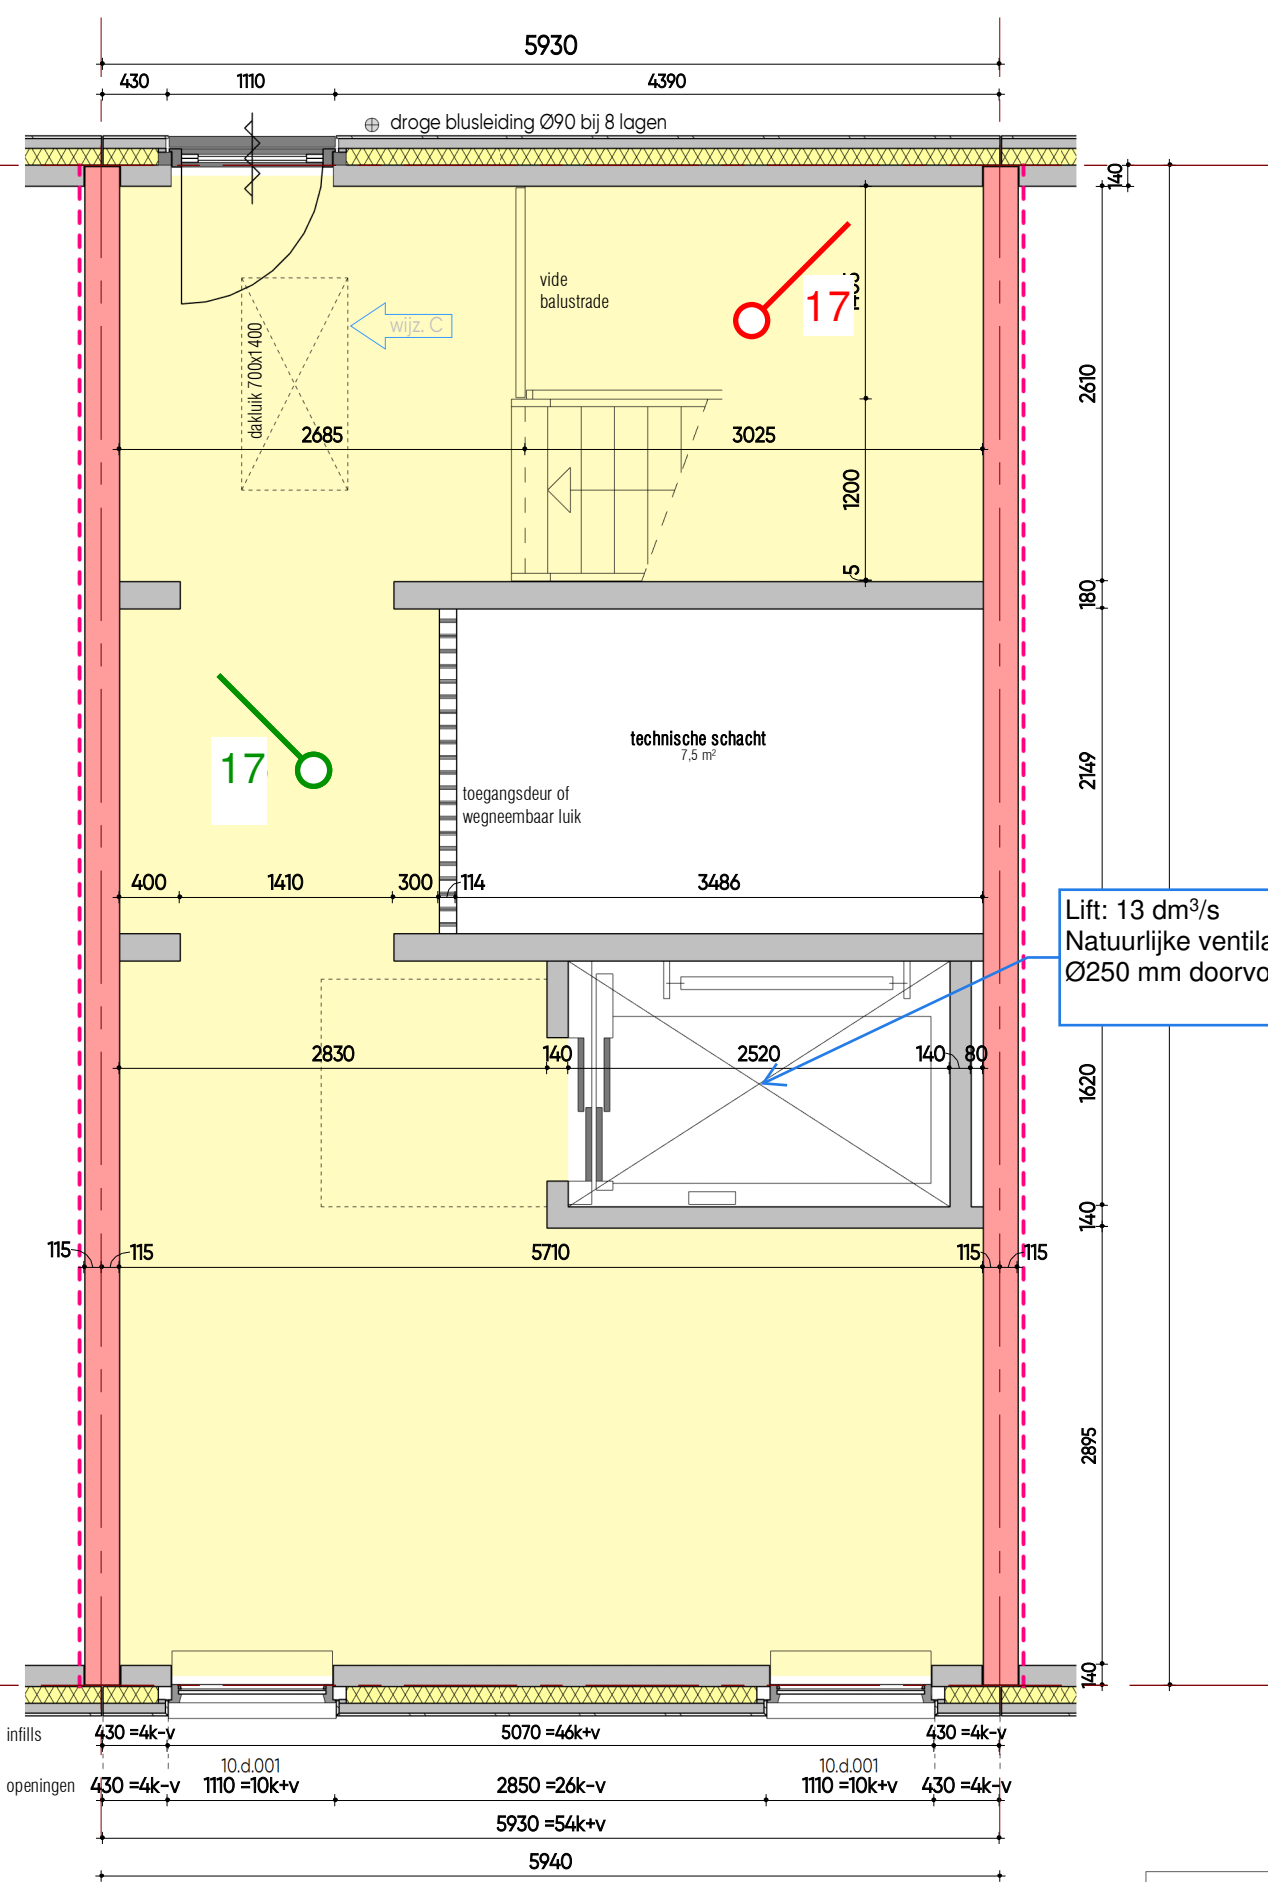 5930
430 1110 4390
droge blusleiding Ø90 bij 8 lagen
140
vide
balustrade
17
wijz. C
dakluik 700x1400
2610
2685 3025
1200
5
180
technische schacht
7,5 m²
17
2149
toegangsdeur of
wegneembaar luik
400 1410 300 114 3486
Lift: 13 dm³/s
Natuurlijke ventila
Ø250 mm doorvo
2830 140 2520 140 80
1620
140
115 115 5710 115 115
2895
140
infills 430 =4k-v 5070 =46k+v 430 =4k-v
10.d.001 10.d.001
openingen 430 =4k-v 1110 =10k+v 2850 =26k-v 1110 =10k+v 430 =4k-v
5930 =54k+v
5940